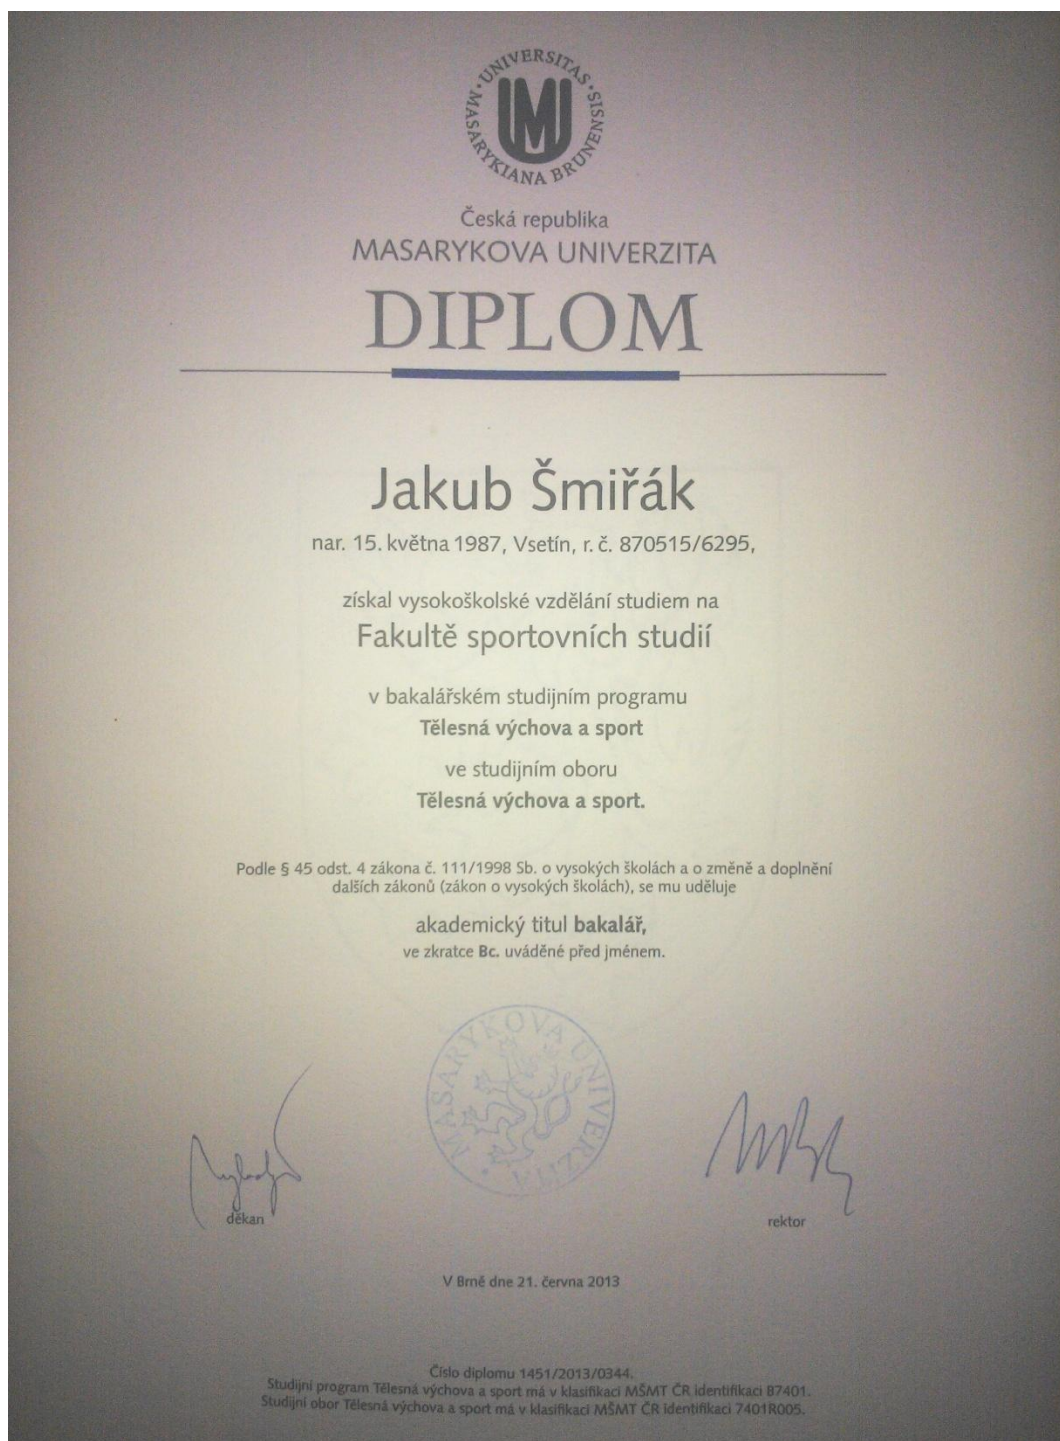 UNIVERSITAS MASARYKIANA BRUNENSIS
MU
Česká republika
MASARYKOVA UNIVERZITA
DIPLOM
Jakub Šmiřák
nar. 15. května 1987, Vsetín, r. č. 870515/6295,
získal vysokoškolské vzdělání studiem na
Fakultě sportovních studií
v bakalářském studijním programu
Tělesná výchova a sport
ve studijním oboru
Tělesná výchova a sport.
Podle § 45 odst. 4 zákona č. 111/1998 Sb. o vysokých školách a o změně a doplnění
dalších zákonů (zákon o vysokých školách), se mu uděluje
akademický titul bakalář,
ve zkratce Bc. uváděné před jménem.
MASARYKOVA UNIVERZITA
děkan
rektor
V Brně dne 21. června 2013
Číslo diplomu 1451/2013/0344.
Studijní program Tělesná výchova a sport má v klasifikaci MŠMT ČR identifikaci B7401.
Studijní obor Tělesná výchova a sport má v klasifikaci MŠMT ČR identifikaci 7401R005.